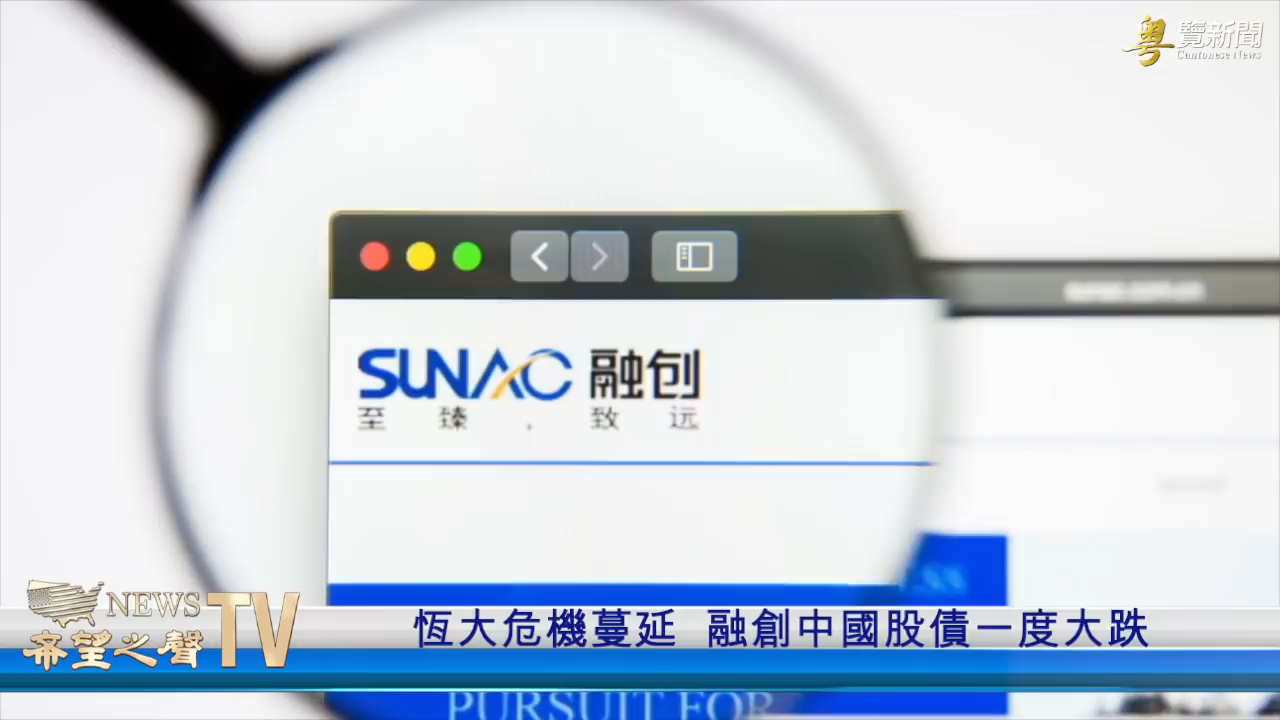 粵覽新聞
Cantonese News
SUNAC 融创
至臻,致远
NEWS
希望之聲 TV
恆大危機蔓延 融創中國股債一度大跌
PURSUIT FOR